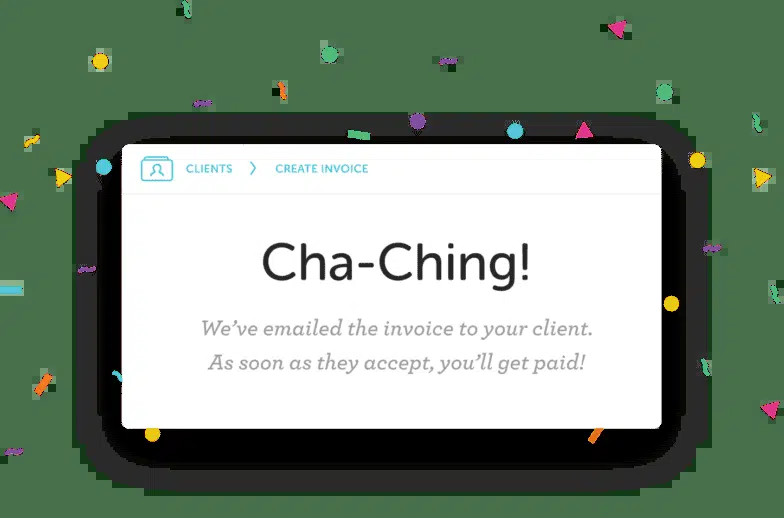 CLIENTS > CREATE INVOICE
Cha-Ching!
We’ve emailed the invoice to your client.
As soon as they accept, you’ll get paid!